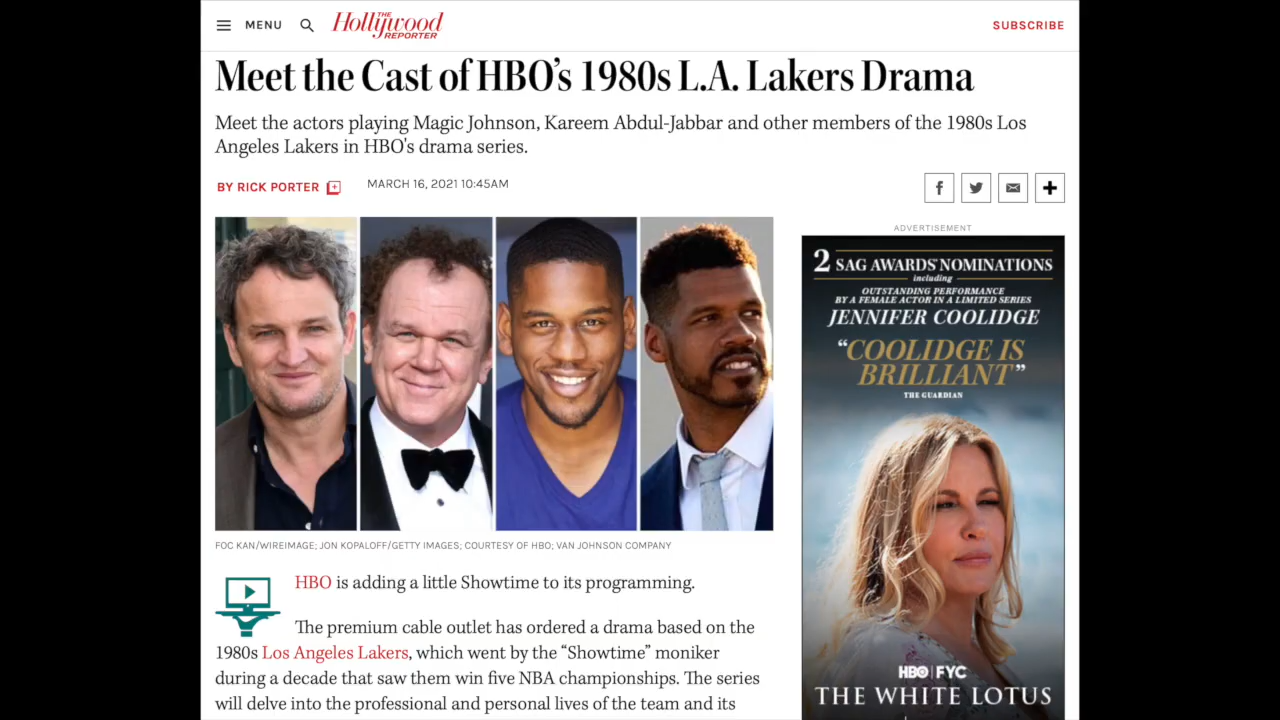 MENU
THE
Hollywood
REPORTER
SUBSCRIBE
Meet the Cast of HBO’s 1980s L.A. Lakers Drama
Meet the actors playing Magic Johnson, Kareem Abdul-Jabbar and other members of the 1980s Los
Angeles Lakers in HBO's drama series.
BY RICK PORTER
MARCH 16, 2021 10:45AM
ADVERTISEMENT
2 SAG AWARDS® NOMINATIONS
including
OUTSTANDING PERFORMANCE
BY A FEMALE ACTOR IN A LIMITED SERIES
JENNIFER COOLIDGE
“COOLIDGE IS
BRILLIANT”
THE GUARDIAN
HBO | FYC
THE WHITE LOTUS
FOC KAN/WIREIMAGE; JON KOPALOFF/GETTY IMAGES; COURTESY OF HBO; VAN JOHNSON COMPANY
HBO is adding a little Showtime to its programming.
The premium cable outlet has ordered a drama based on the
1980s Los Angeles Lakers, which went by the “Showtime” moniker
during a decade that saw them win five NBA championships. The series
will delve into the professional and personal lives of the team and its